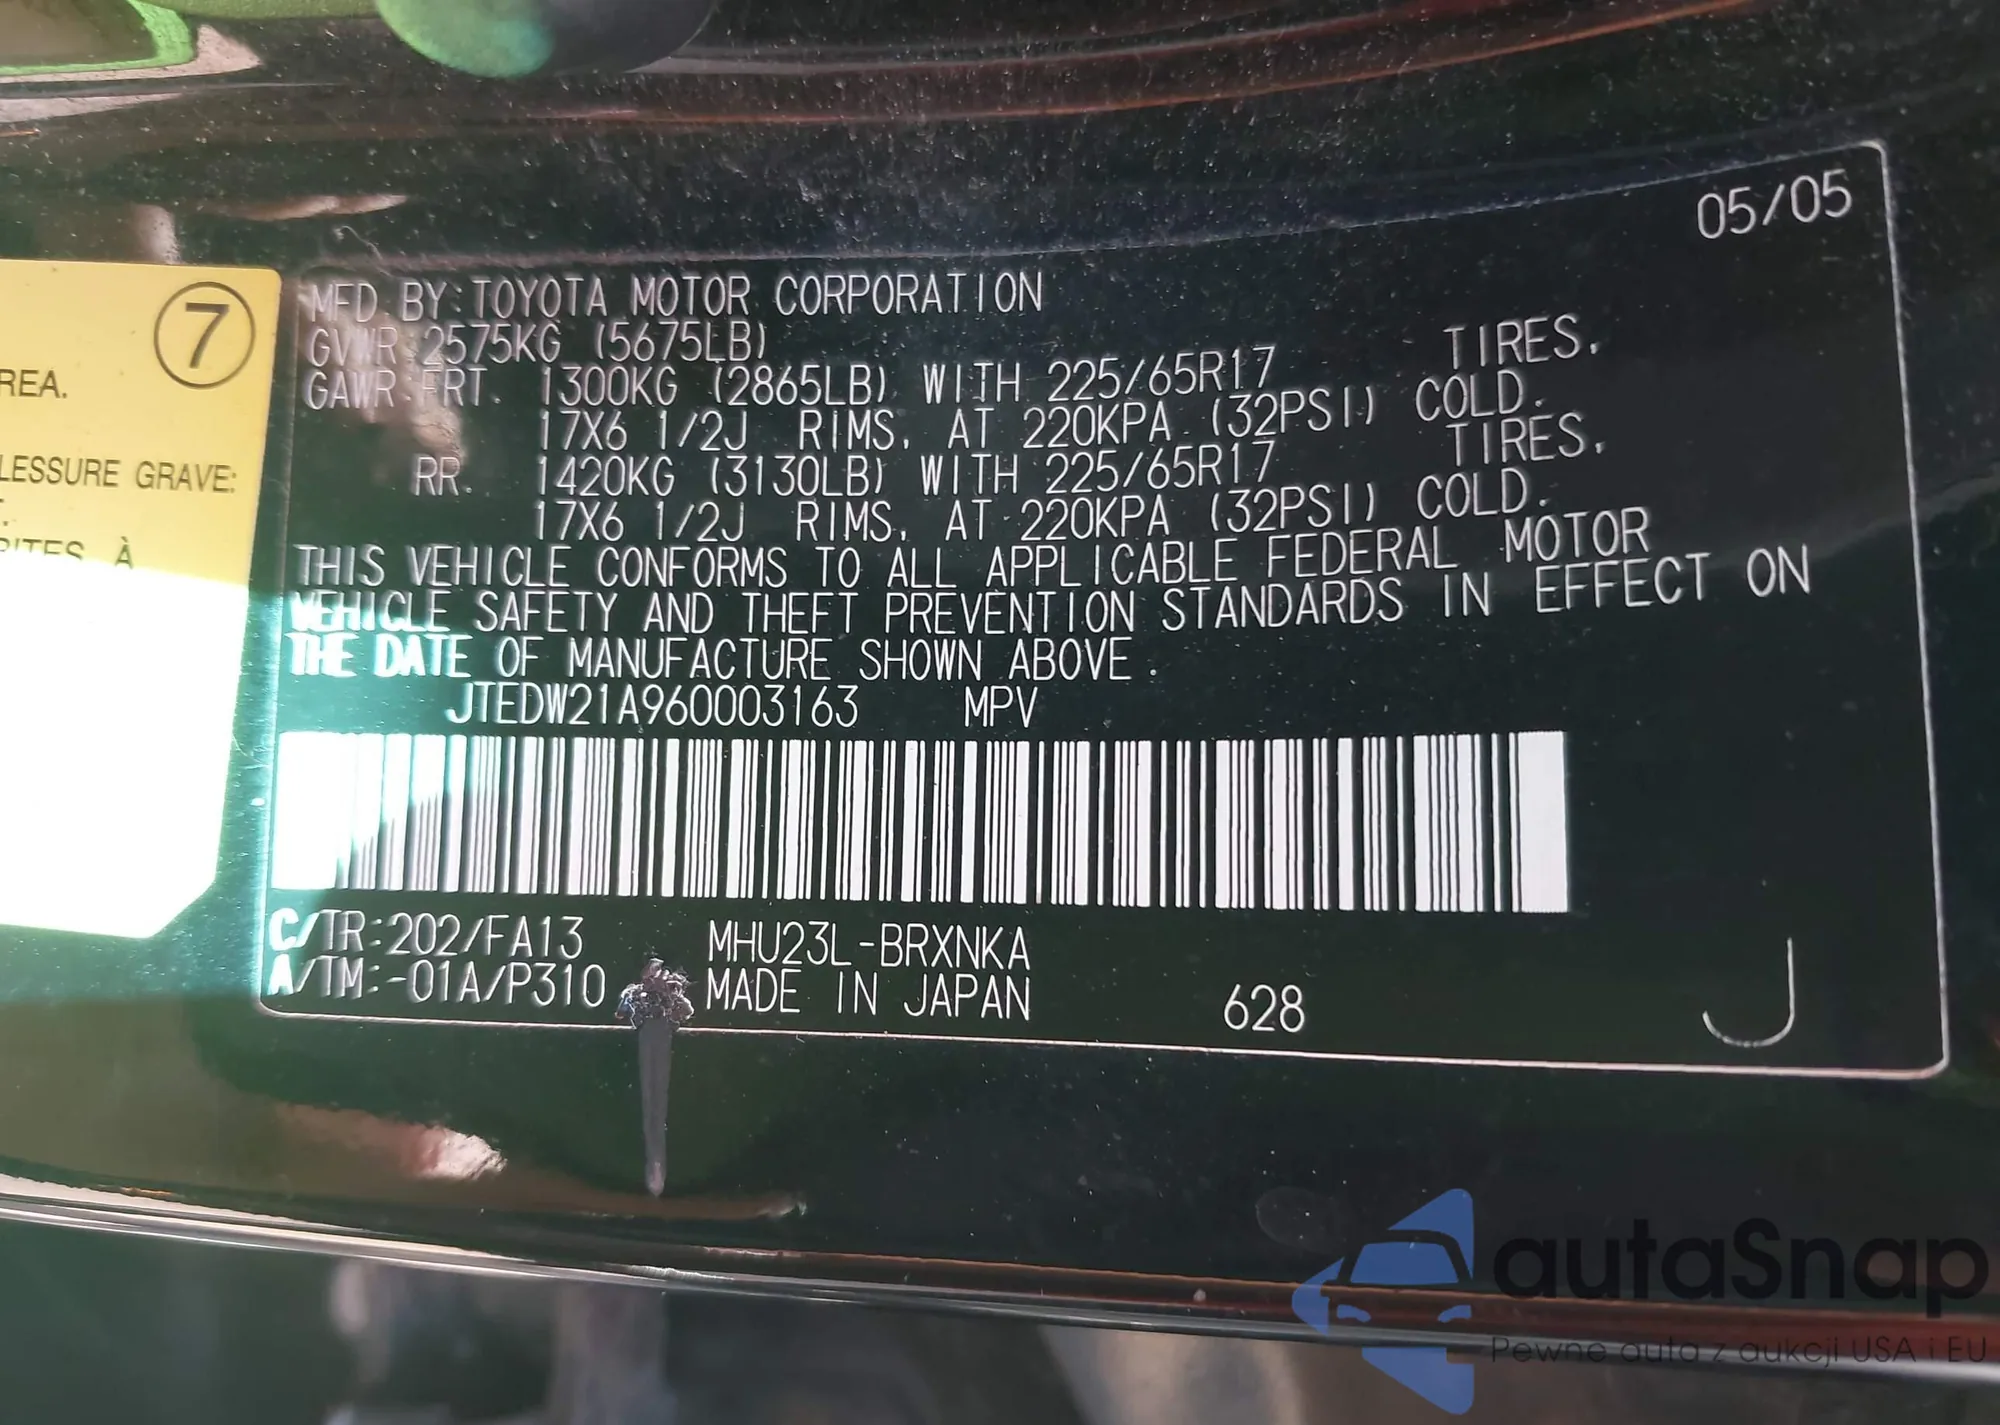 05/05
7
MFD BY:TOYOTA MOTOR CORPORATION
GVWR:2575KG (5675LB)
GAWR:FRT. 1300KG (2865LB) WITH 225/65R17 TIRES,
17X6 1/2J RIMS, AT 220KPA (32PSI) COLD.
RR. 1420KG (3130LB) WITH 225/65R17 TIRES,
17X6 1/2J RIMS, AT 220KPA (32PSI) COLD.
THIS VEHICLE CONFORMS TO ALL APPLICABLE FEDERAL MOTOR
VEHICLE SAFETY AND THEFT PREVENTION STANDARDS IN EFFECT ON
THE DATE OF MANUFACTURE SHOWN ABOVE.
JTEDW21A960003163 MPV
C/TR:202/FA13 MHU23L-BRXNKA
A/TM:-01A/P310 MADE IN JAPAN
628
J
REA.
LESSURE GRAVE:
À
autaSnap
Pewne auta z aukcji USA i EU